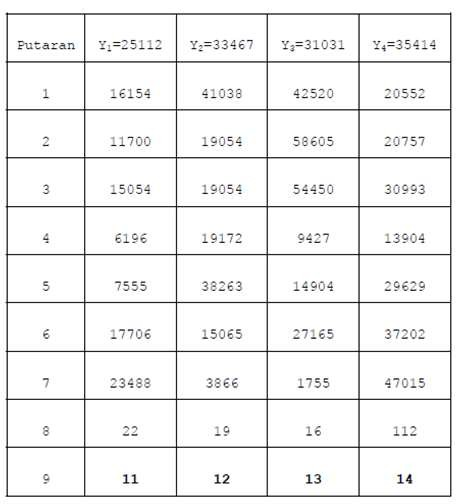 Putaran Y₁=25112 Y₂=33467 Y₃=31031 Y₄=35414
1 16154 41038 42520 20552
2 11700 19054 58605 20757
3 15054 19054 54450 30993
4 6196 19172 9427 13904
5 7555 38263 14904 29629
6 17706 15065 27165 37202
7 23488 3866 1755 47015
8 22 19 16 112
9 11 12 13 14